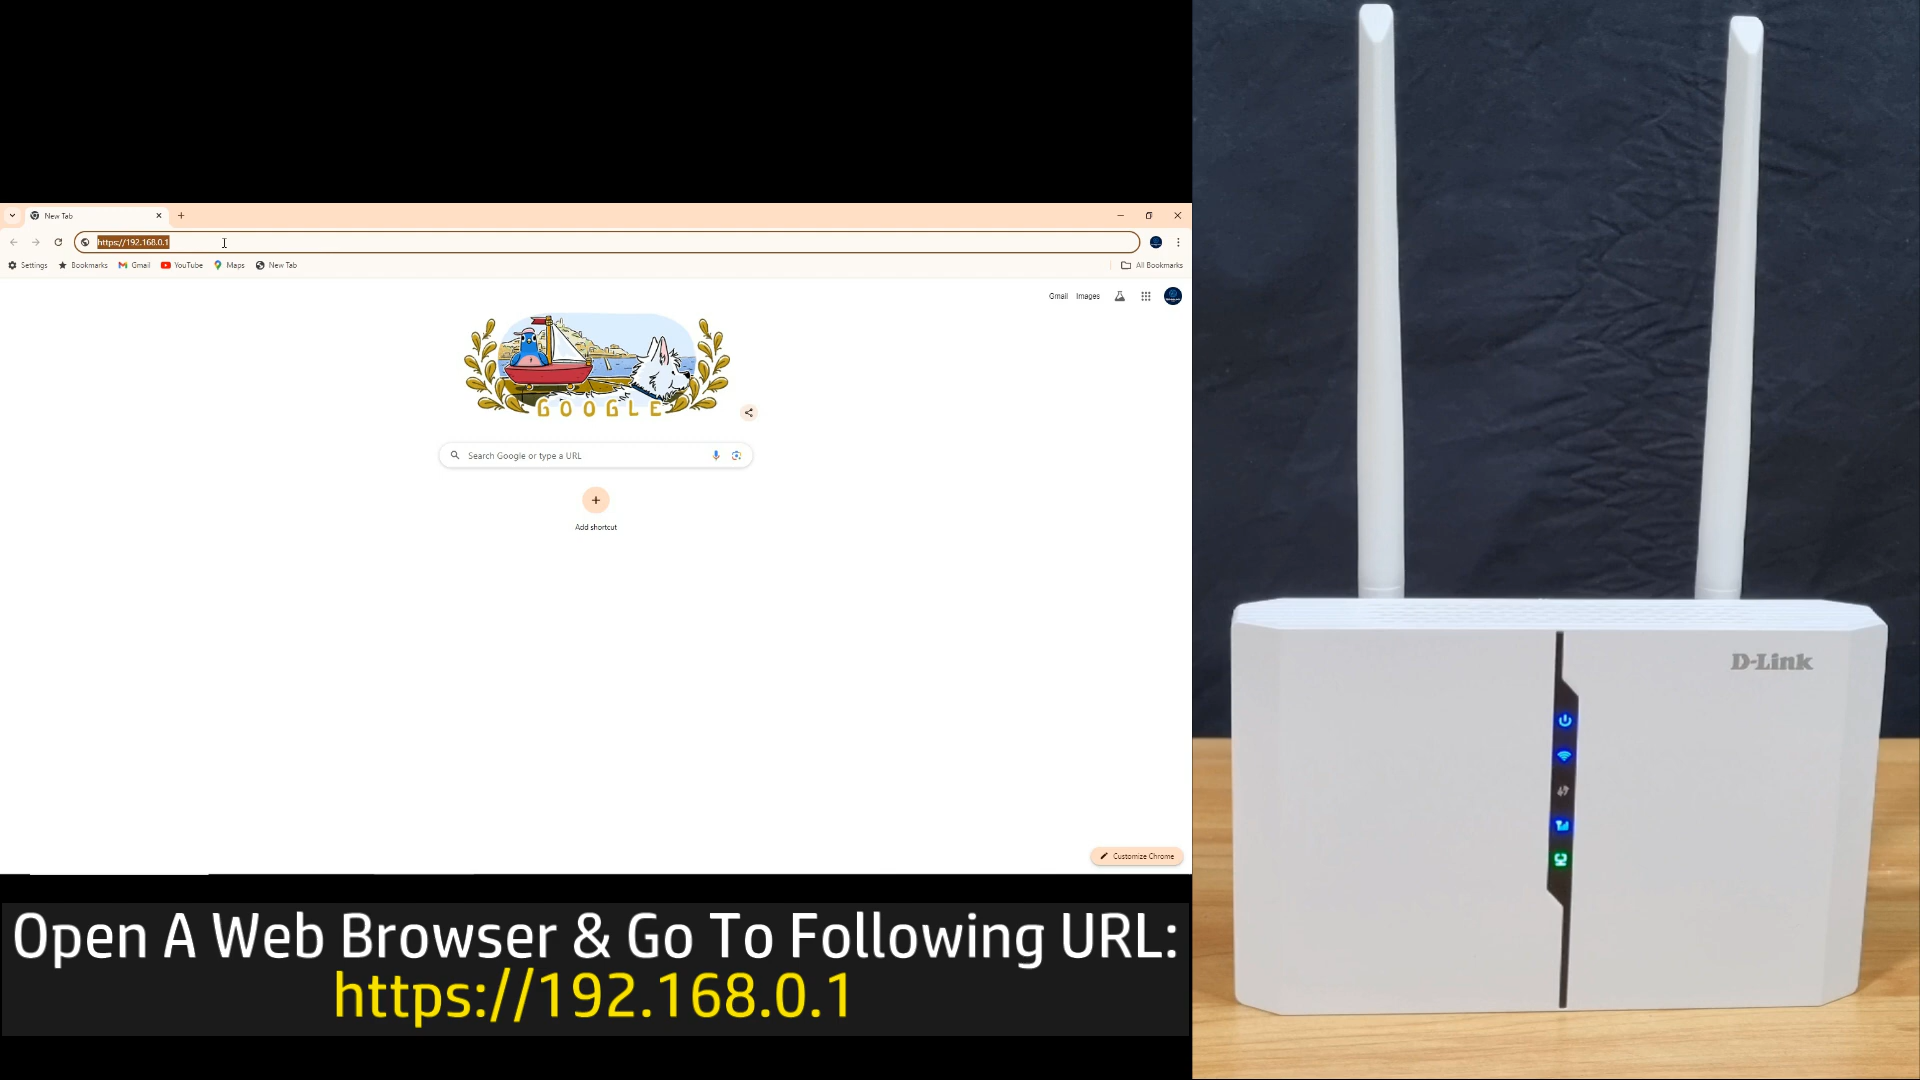 New Tab
https://192.168.0.1
Settings
Bookmarks
Gmail
YouTube
Maps
New Tab
All Bookmarks
Gmail
Images
GOOGLE
Search Google or type a URL
Add shortcut
Customize Chrome
Open A Web Browser & Go To Following URL:
https://192.168.0.1
D-Link